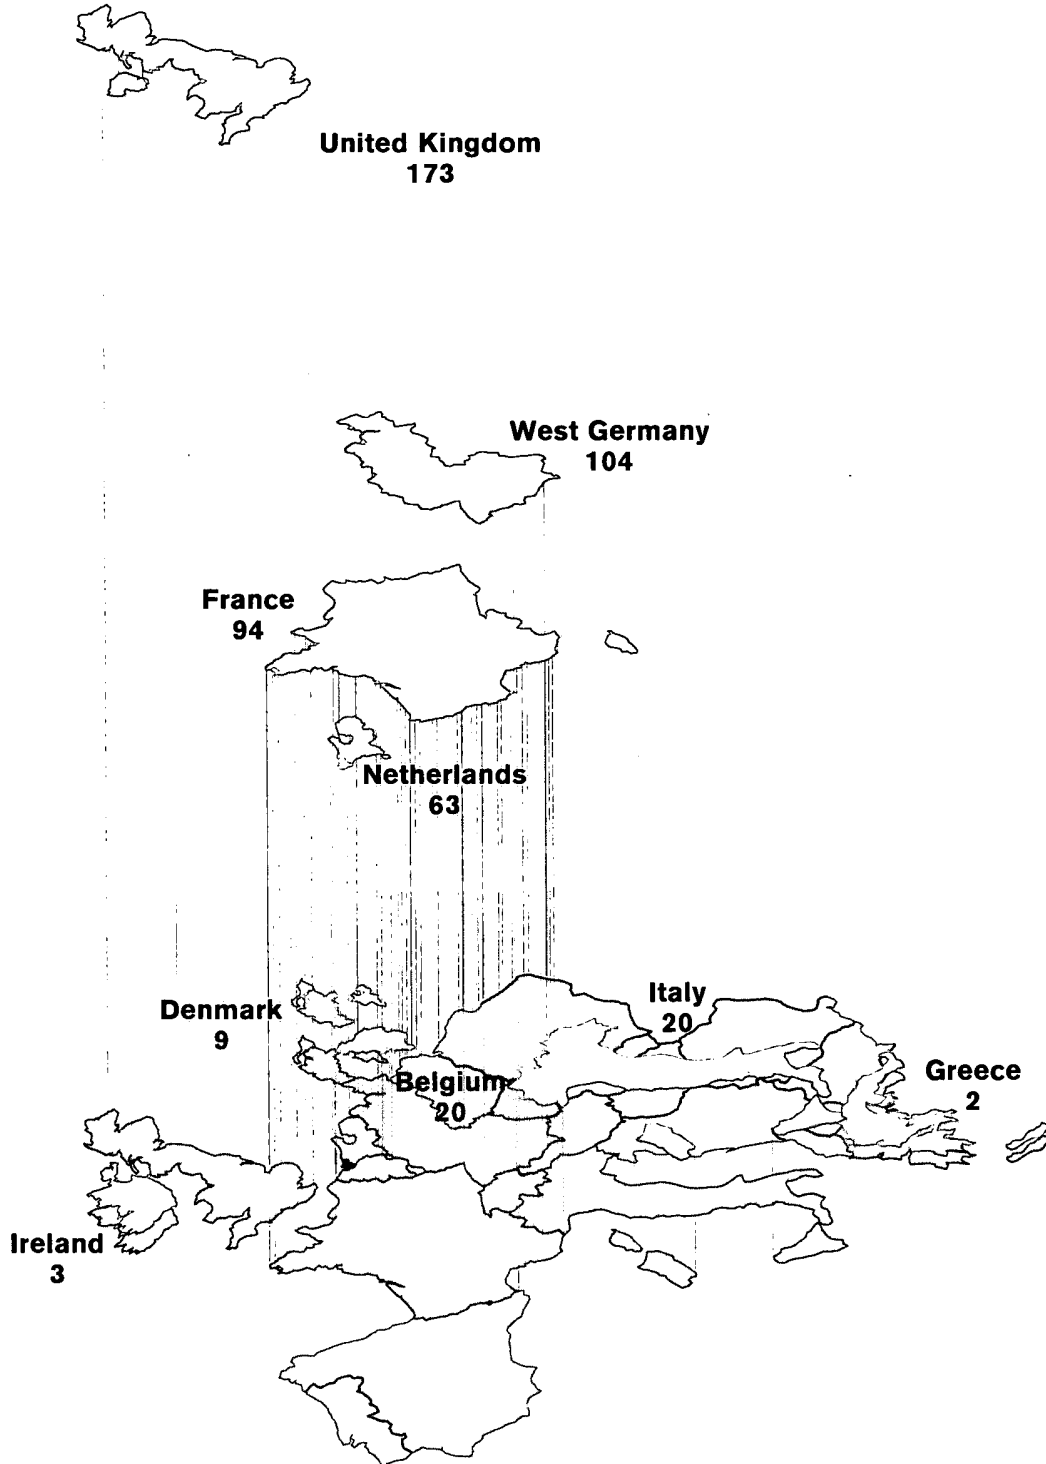 United Kingdom
173
West Germany
104
France
94
Netherlands
63
Denmark
9
Italy
20
Belgium
20
Greece
2
Ireland
3